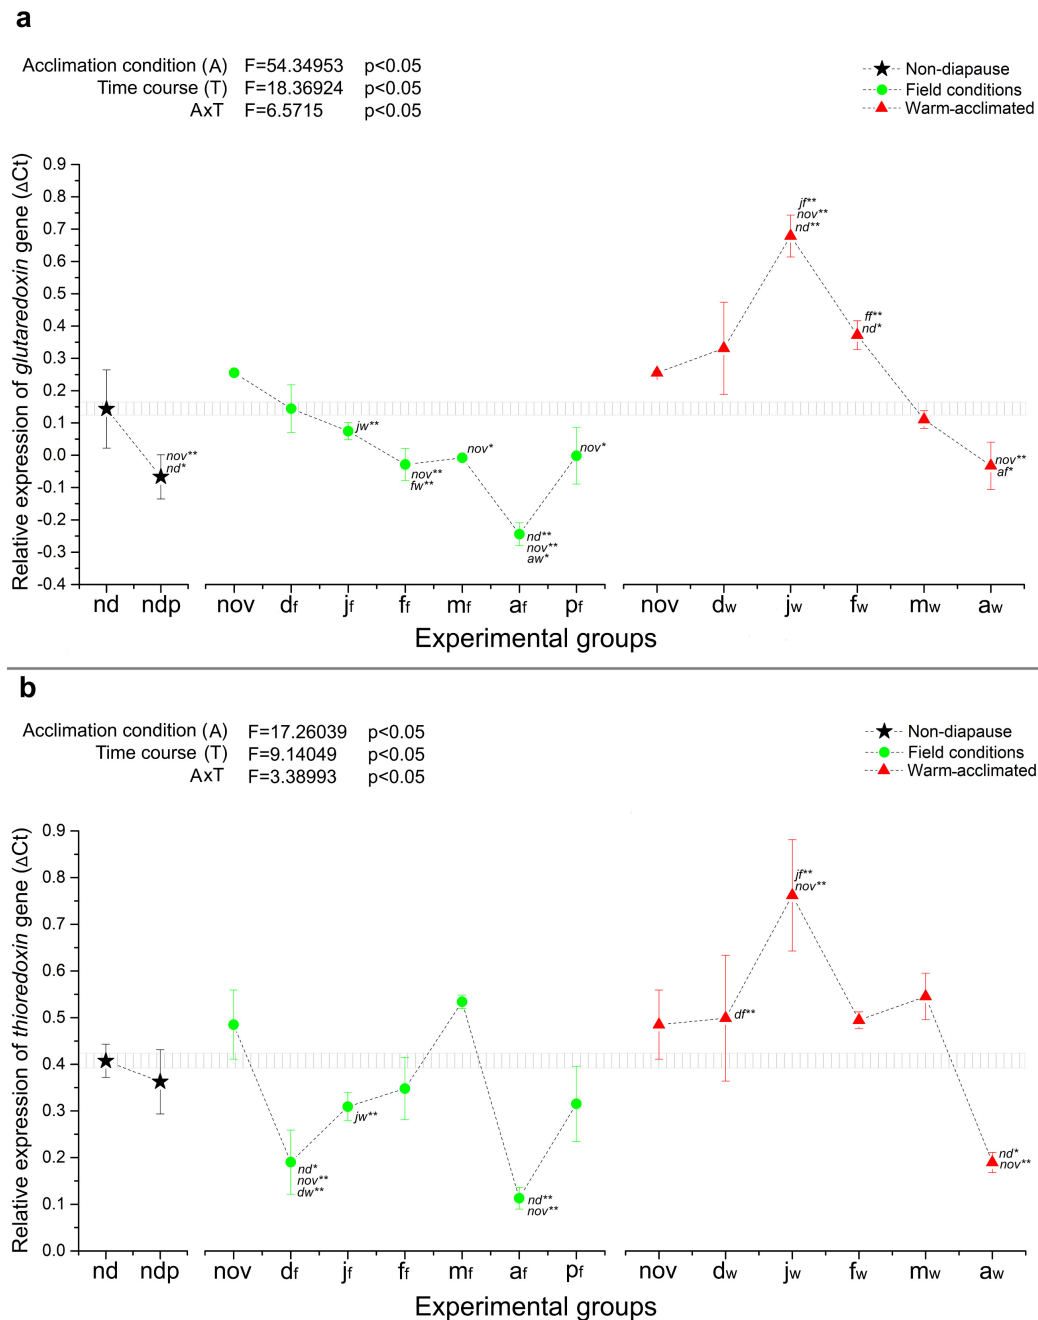 a
Acclimation condition (A) F=54.34953 p<0.05
Time course (T) F=18.36924 p<0.05
AxT F=6.5715 p<0.05
Non-diapause
Field conditions
Warm-acclimated
Relative expression of glutaredoxin gene (ΔCt)
0.9
0.8
0.7
0.6
0.5
0.4
0.3
0.2
0.1
0.0
-0.1
-0.2
-0.3
-0.4
nov**
nd*
jw**
nov**
fw**
nov*
nd**
nov**
aw*
nov*
jf**
nov**
nd**
ff**
nd*
nov**
af*
nd ndp nov df jf ff mf af pf nov dw jw fw mw aw
Experimental groups
b
Acclimation condition (A) F=17.26039 p<0.05
Time course (T) F=9.14049 p<0.05
AxT F=3.38993 p<0.05
Non-diapause
Field conditions
Warm-acclimated
Relative expression of thioredoxin gene (ΔCt)
0.9
0.8
0.7
0.6
0.5
0.4
0.3
0.2
0.1
0.0
nd*
nov**
dw**
jw**
nd**
nov**
df**
jf**
nov**
nd*
nov**
nd ndp nov df jf ff mf af pf nov dw jw fw mw aw
Experimental groups